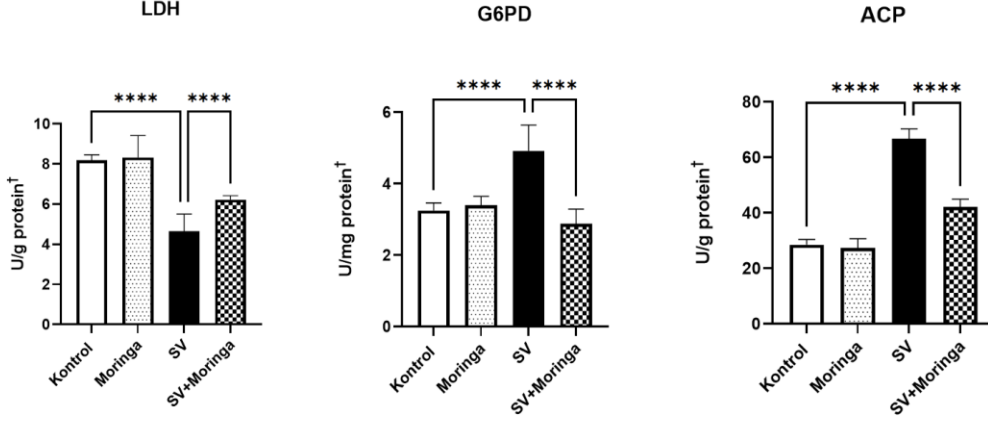 LDH
**** ****
10
8
6
4
2
0
U/g protein†
Kontrol
Moringa
SV
SV+Moringa
G6PD
**** ****
6
4
2
0
U/mg protein†
Kontrol
Moringa
SV
SV+Moringa
ACP
**** ****
80
60
40
20
0
U/g protein†
Kontrol
Moringa
SV
SV+Moringa